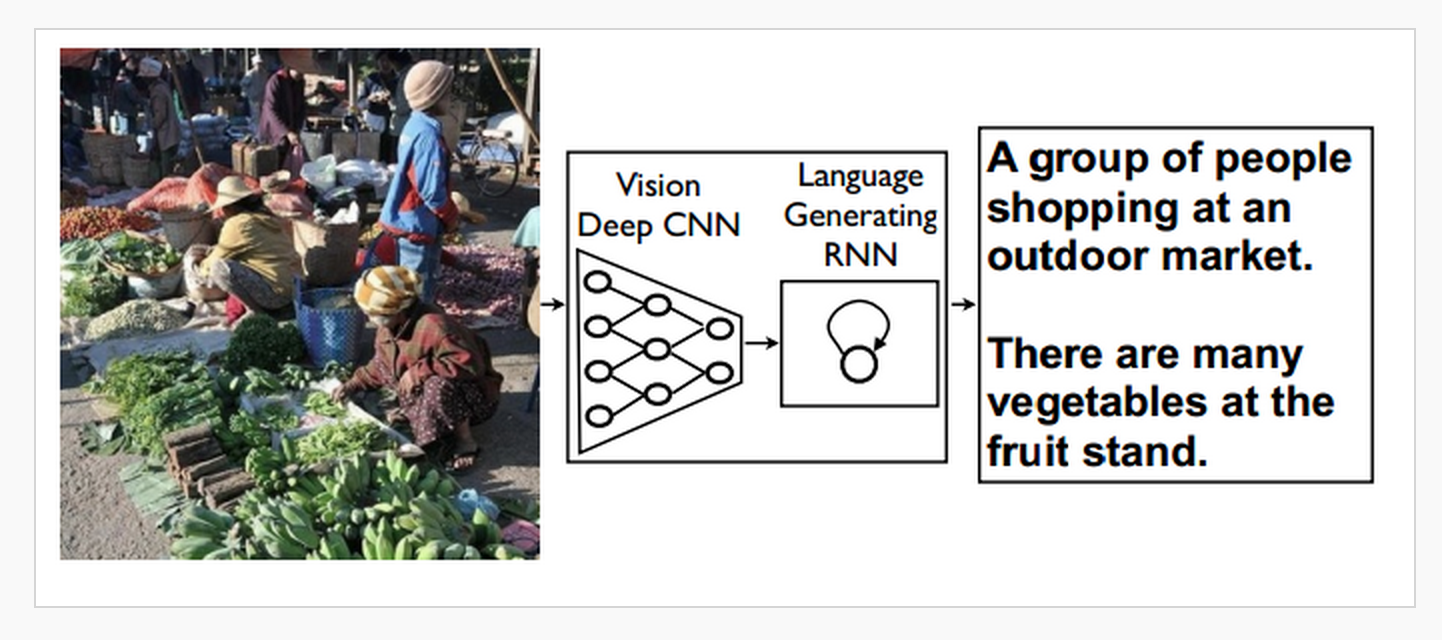 Vision
Deep CNN
Language
Generating
RNN
A group of people
shopping at an
outdoor market.
There are many
vegetables at the
fruit stand.